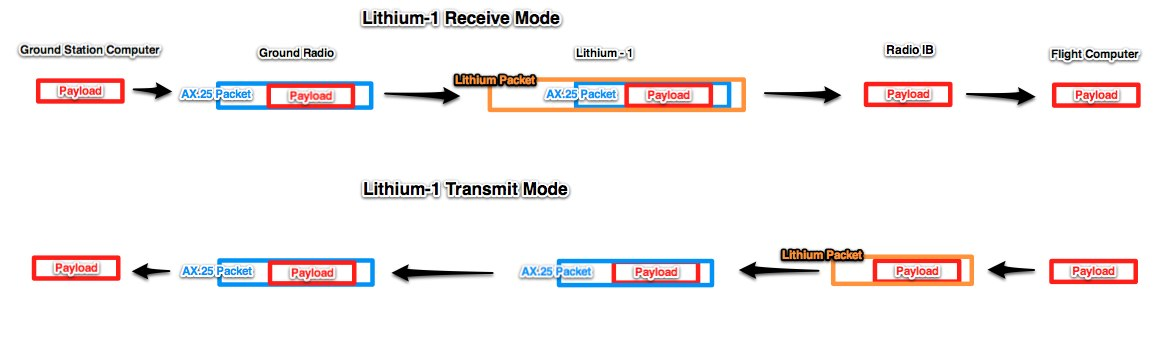 Lithium-1 Receive Mode
Ground Station Computer
Ground Radio
Lithium - 1
Radio IB
Flight Computer
Payload
AX.25 Packet
Payload
Lithium Packet
AX.25 Packet
Payload
Payload
Payload
Lithium-1 Transmit Mode
Payload
AX.25 Packet
Payload
AX.25 Packet
Payload
Lithium Packet
Payload
Payload